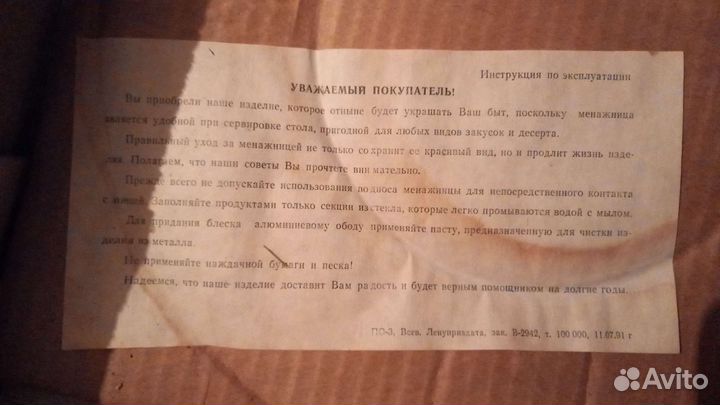 Инструкция по эксплуатации
УВАЖАЕМЫЙ ПОКУПАТЕЛЬ!
Вы приобрели наше изделие, которое отныне будет украшать Ваш быт, поскольку менажница
является удобной при сервировке стола, пригодной для любых видов закусок и десерта.
Правильный уход за менажницей не только сохранит ее красивый вид, но и продлит жизнь изде-
лия. Полагаем, что наши советы Вы прочтете внимательно.
Прежде всего не допускайте использования подноса менажницы для непосредственного контакта
с пищей. Заполняйте продуктами только секции из стекла, которые легко промываются водой с мылом.
Для придания блеска алюминиевому ободу применяйте пасту, предназначенную для чистки из-
делия из металла.
Не применяйте наждачной бумаги и песка!
Надеемся, что наше изделие доставит Вам радость и будет верным помощником на долгие годы.
ПО-3, Всев. Ленуприздата, зак. В-2942, т. 100 000, 11.07.91 г
Avito